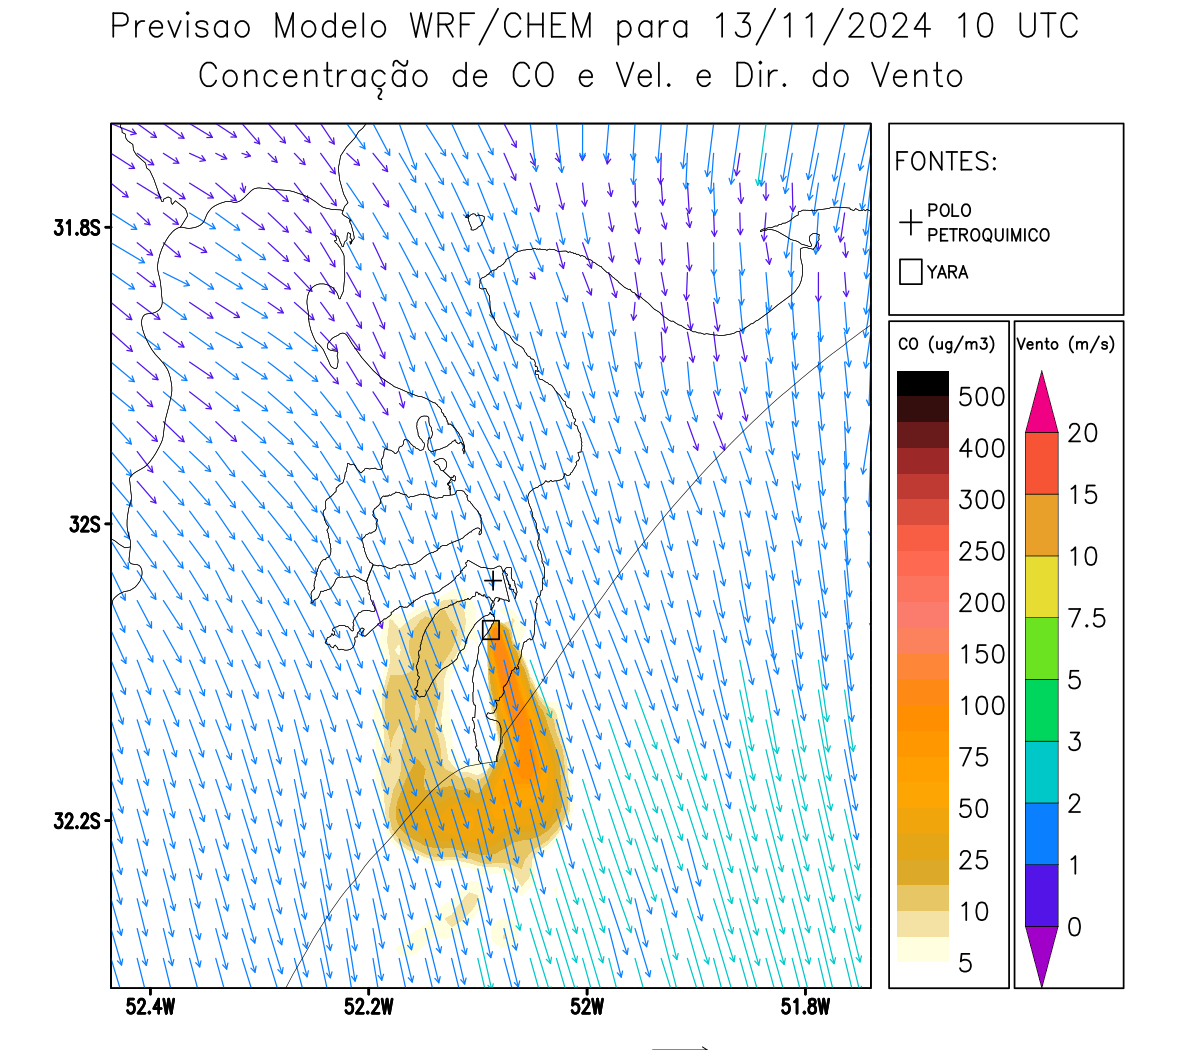 Previsao Modelo WRF/CHEM para 13/11/2024 10 UTC
Concentração de CO e Vel. e Dir. do Vento
FONTES:
POLO
PETROQUIMICO
YARA
CO (ug/m3)
500
400
300
250
200
150
100
75
50
25
10
5
Vento (m/s)
20
15
10
7.5
5
3
2
1
0
31.8S
32S
32.2S
52.4W
52.2W
52W
51.8W